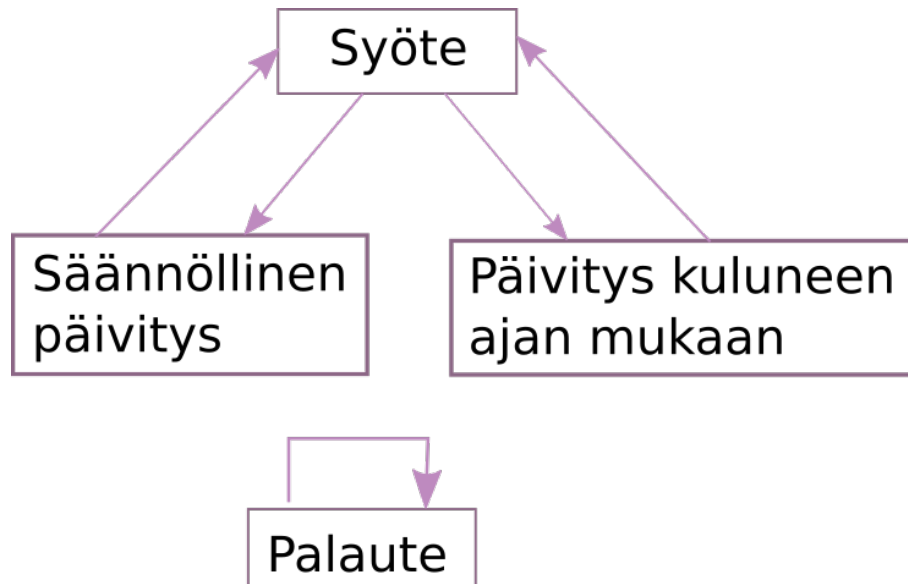 Syöte
Säännöllinen
päivitys
Päivitys kuluneen
ajan mukaan
Palaute